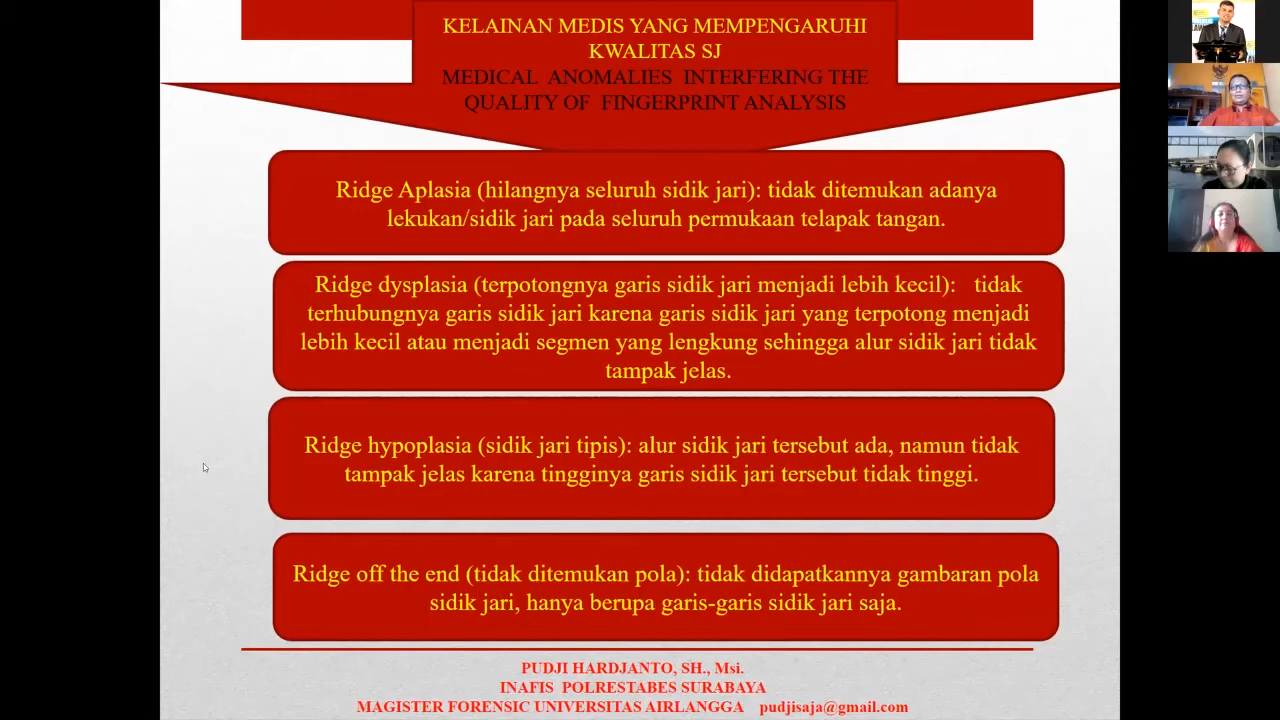 KELAINAN MEDIS YANG MEMPENGARUHI
KWALITAS SJ
MEDICAL ANOMALIES INTERFERING THE
QUALITY OF FINGERPRINT ANALYSIS
Ridge Aplasia (hilangnya seluruh sidik jari): tidak ditemukan adanya
lekukan/sidik jari pada seluruh permukaan telapak tangan.
Ridge dysplasia (terpotongnya garis sidik jari menjadi lebih kecil): tidak
terhubungnya garis sidik jari karena garis sidik jari yang terpotong menjadi
lebih kecil atau menjadi segmen yang lengkung sehingga alur sidik jari tidak
tampak jelas.
Ridge hypoplasia (sidik jari tipis): alur sidik jari tersebut ada, namun tidak
tampak jelas karena tingginya garis sidik jari tersebut tidak tinggi.
Ridge off the end (tidak ditemukan pola): tidak didapatkannya gambaran pola
sidik jari, hanya berupa garis-garis sidik jari saja.
PUDJI HARDJANTO, SH., Msi.
INAFIS POLRESTABES SURABAYA
MAGISTER FORENSIC UNIVERSITAS AIRLANGGA pudjisaja@gmail.com